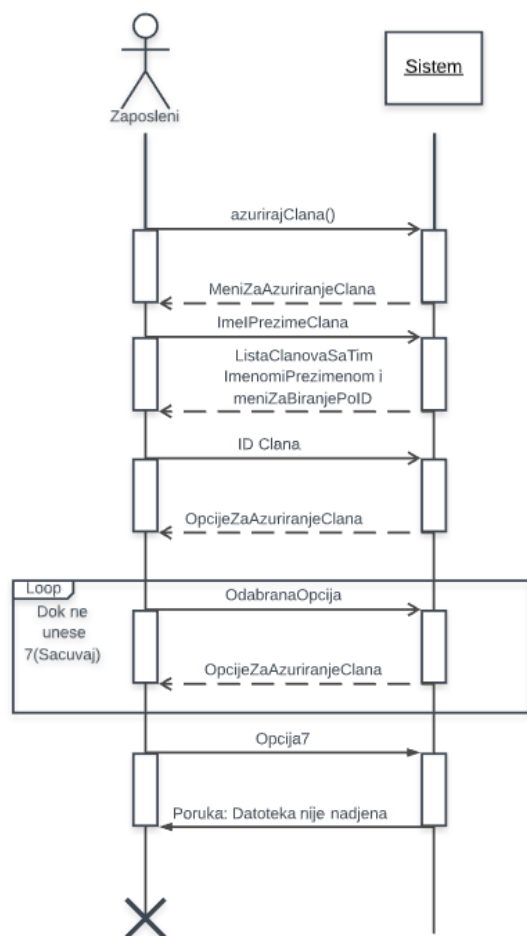 Zaposleni
Sistem
azurirajClana()
MeniZaAzuriranjeClana
ImeIPrezimeClana
ListaClanovaSaTim
ImenomiPrezimenom i
meniZaBiranjePoID
ID Clana
OpcijeZaAzuriranjeClana
Loop
Dok ne
unese
7(Sacuvaj)
OdabranaOpcija
OpcijeZaAzuriranjeClana
Opcija7
Poruka: Datoteka nije nadjena